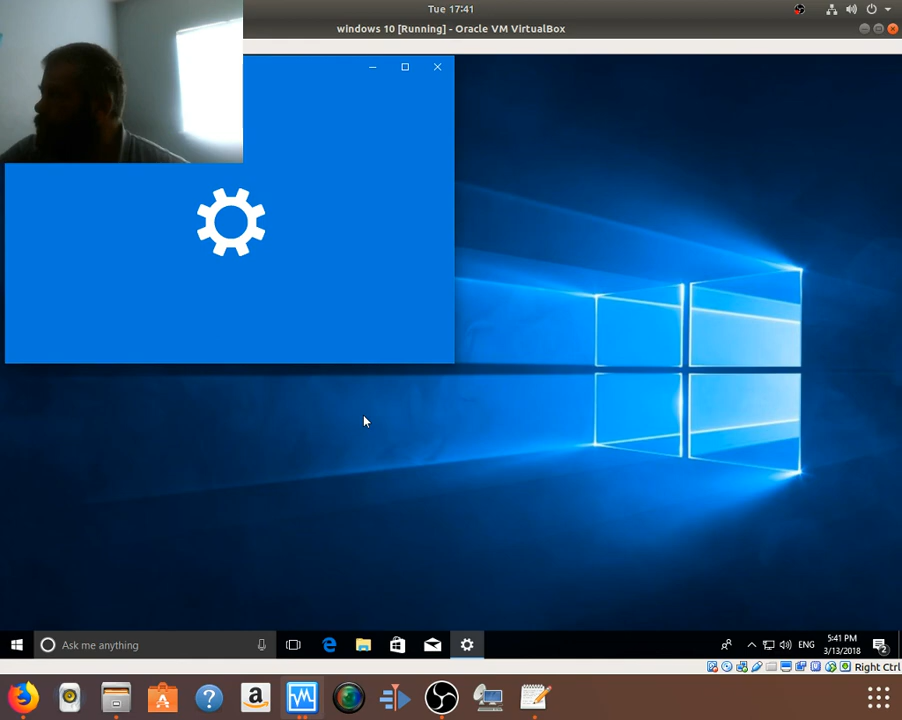 Tue 17:41
windows 10 [Running] - Oracle VM VirtualBox
Ask me anything
ENG
5:41 PM
3/13/2018
2
Right Ctrl